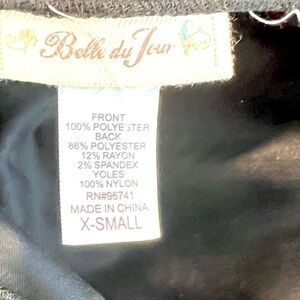 Belle du Jour
FRONT
100% POLYESTER
BACK
86% POLYESTER
12% RAYON
2% SPANDEX
YOLES
100% NYLON
RN#96741
MADE IN CHINA
X-SMALL